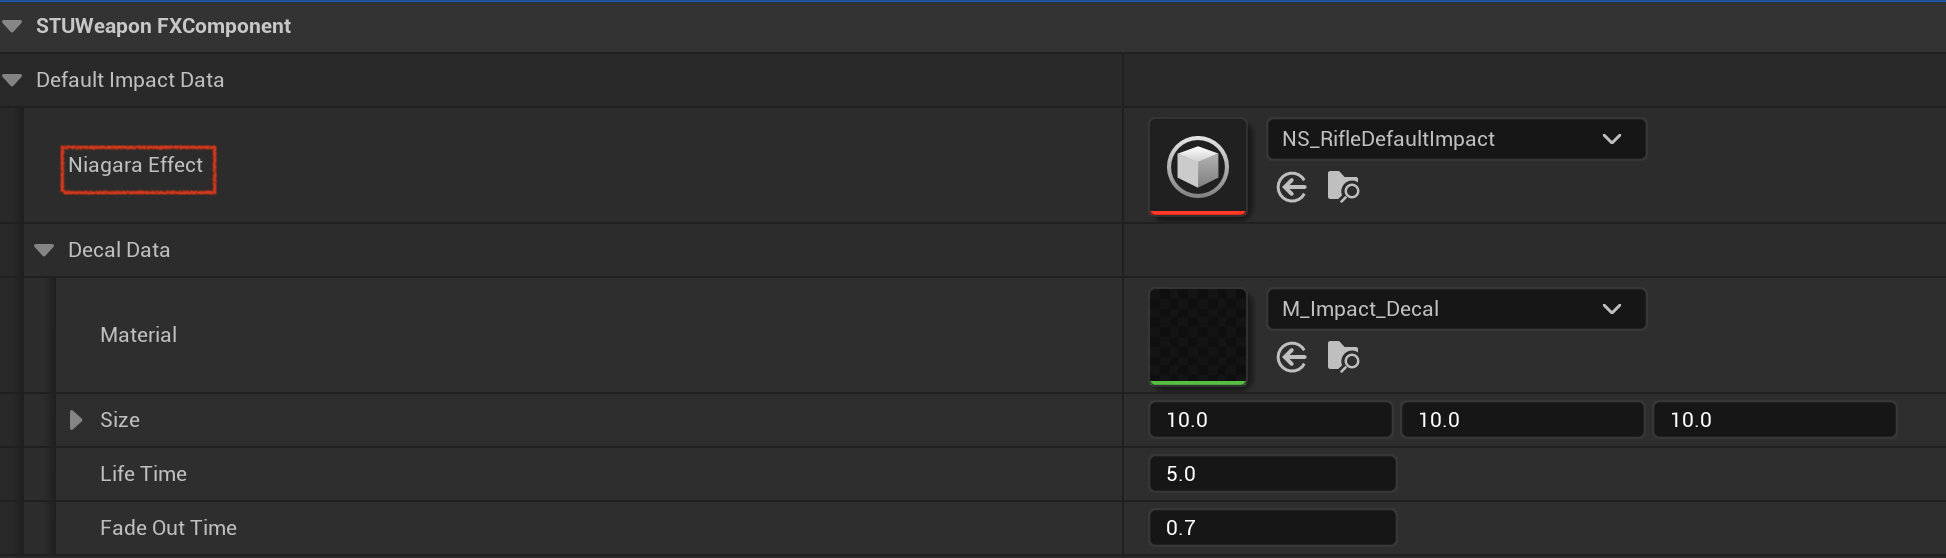 STUWeapon FXComponent
Default Impact Data
Niagara Effect
NS_RifleDefaultImpact
Decal Data
Material
M_Impact_Decal
Size
10.0 10.0 10.0
Life Time
5.0
Fade Out Time
0.7